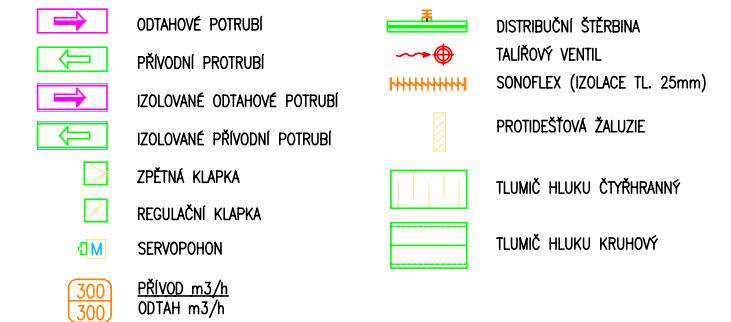 ODTAHOVÉ POTRUBÍ
PŘÍVODNÍ PROTRUBÍ
IZOLOVANÉ ODTAHOVÉ POTRUBÍ
IZOLOVANÉ PŘÍVODNÍ POTRUBÍ
ZPĚTNÁ KLAPKA
REGULAČNÍ KLAPKA
M SERVOPOHON
300 PŘÍVOD m3/h
300 ODTAH m3/h
DISTRIBUČNÍ ŠTĚRBINA
TALÍŘOVÝ VENTIL
SONOFLEX (IZOLACE TL. 25mm)
PROTIDEŠŤOVÁ ŽALUZIE
TLUMIČ HLUKU ČTYŘHRANNÝ
TLUMIČ HLUKU KRUHOVÝ